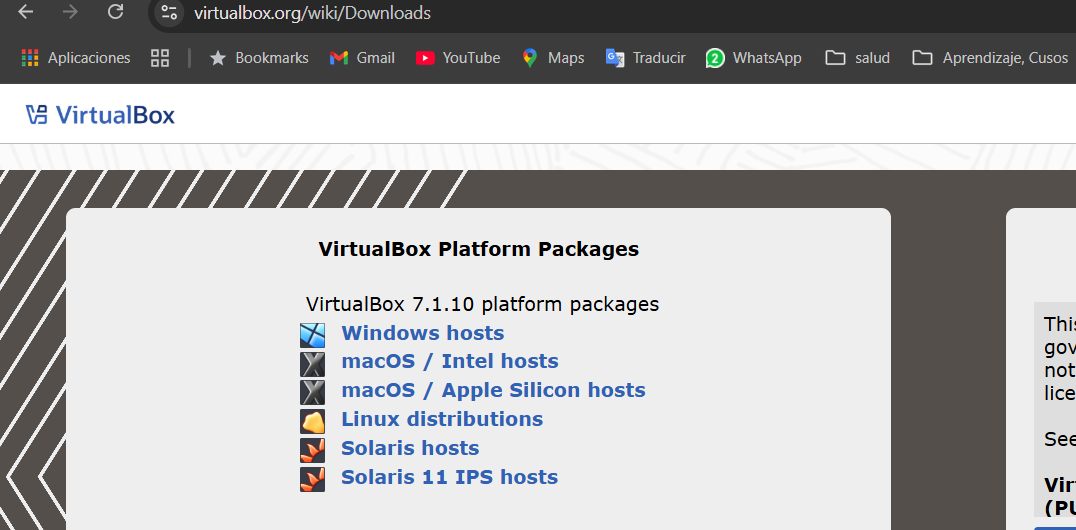 virtualbox.org/wiki/Downloads
Aplicaciones Bookmarks Gmail YouTube Maps Traducir 2 WhatsApp salud Aprendizaje, Cusos
VirtualBox
VirtualBox Platform Packages
VirtualBox 7.1.10 platform packages
Windows hosts
macOS / Intel hosts
macOS / Apple Silicon hosts
Linux distributions
Solaris hosts
Solaris 11 IPS hosts
This
gov
not
lice
See
Vir
(PU